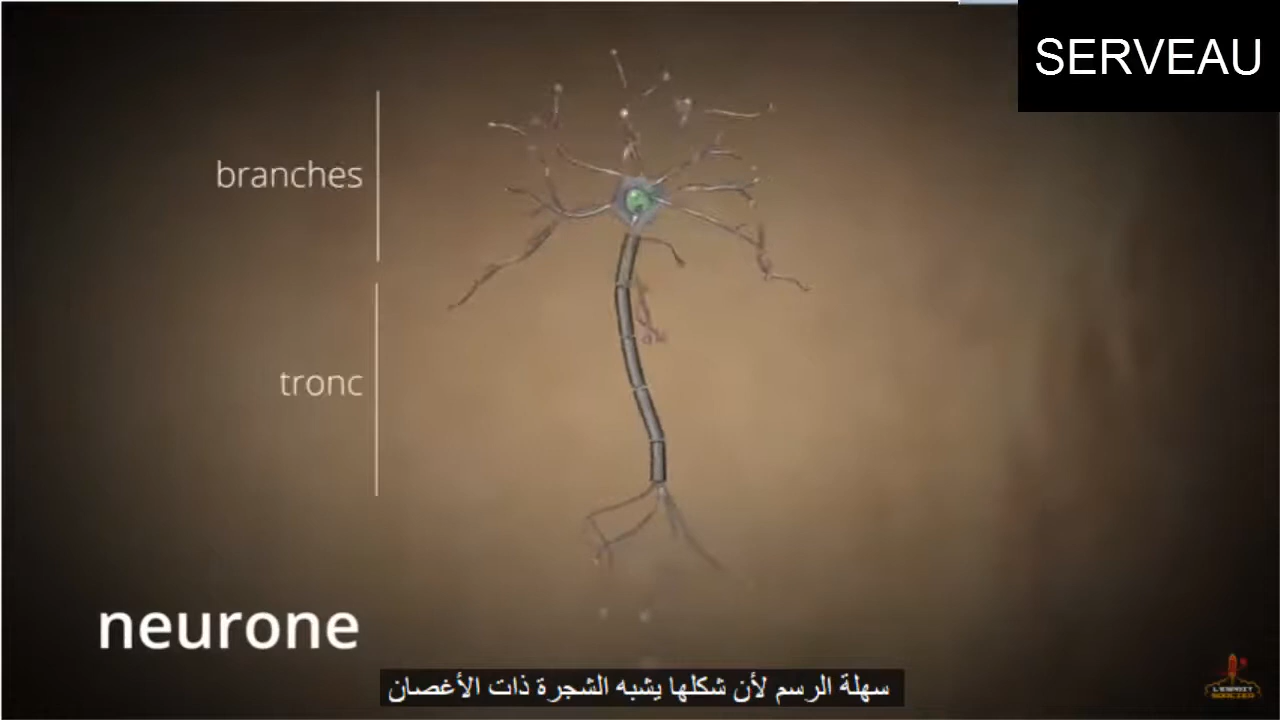 SERVEAU
branches
tronc
neurone
سهلة الرسم لأن شكلها يشبه الشجرة ذات الأغصان